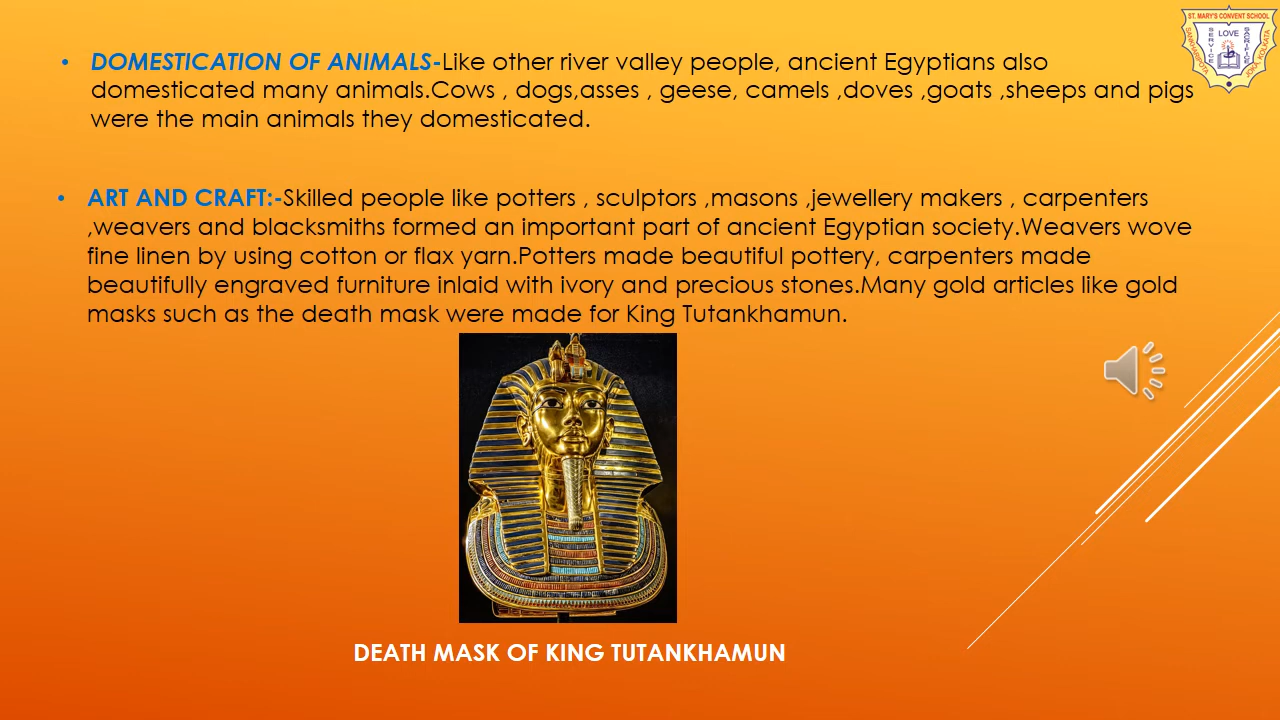 ST. MARY'S CONVENT SCHOOL
LOVE
SERVICE
• DOMESTICATION OF ANIMALS-Like other river valley people, ancient Egyptians also
domesticated many animals.Cows , dogs,asses , geese, camels ,doves ,goats ,sheeps and pigs
were the main animals they domesticated.
• ART AND CRAFT:-Skilled people like potters , sculptors ,masons ,jewellery makers , carpenters
,weavers and blacksmiths formed an important part of ancient Egyptian society.Weavers wove
fine linen by using cotton or flax yarn.Potters made beautiful pottery, carpenters made
beautifully engraved furniture inlaid with ivory and precious stones.Many gold articles like gold
masks such as the death mask were made for King Tutankhamun.
DEATH MASK OF KING TUTANKHAMUN